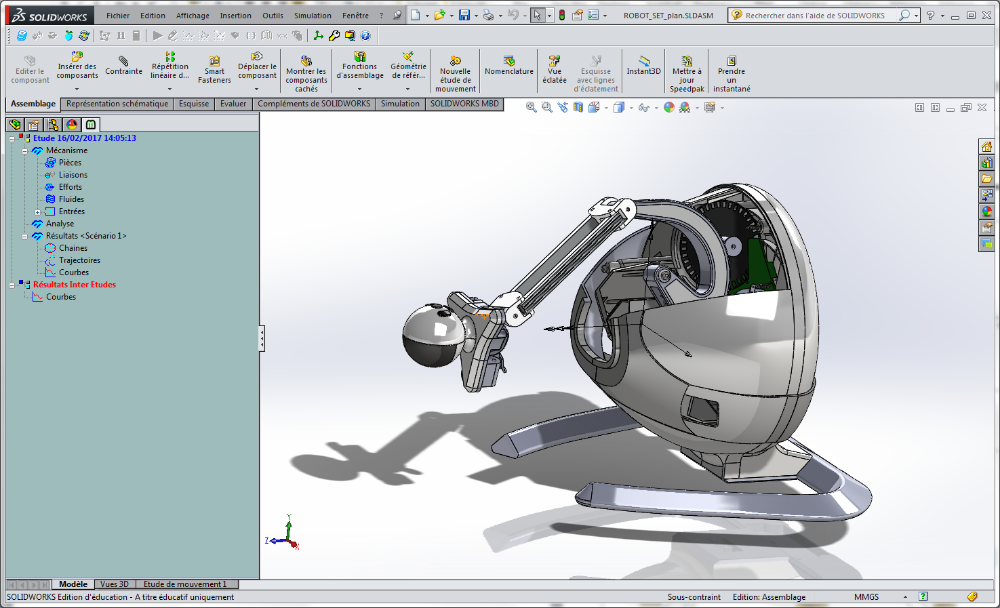 SOLIDWORKS Fichier Edition Affichage Insertion Outils Simulation Fenêtre ? ROBOT_SET_plan.SLDASM Rechercher dans l'aide de SOLIDWORKS
Editer le composant
Insérer des composants
Contrainte
Répétition linéaire d...
Smart Fasteners
Déplacer le composant
Montrer les composants cachés
Fonctions d'assemblage
Géométrie de référ...
Nouvelle étude de mouvement
Nomenclature
Vue éclatée
Esquisse avec lignes d'éclatement
Instant3D
Mettre à jour Speedpak
Prendre un instantané
Assemblage Représentation schématique Esquisse Evaluer Compléments de SOLIDWORKS Simulation SOLIDWORKS MBD
Etude 16/02/2017 14:05:13
Mécanisme
Pièces
Liaisons
Efforts
Fluides
Entrées
Analyse
Résultats <Scénario 1>
Chaines
Trajectoires
Courbes
Résultats Inter Etudes
Courbes
Y
Z
X
Modèle Vues 3D Etude de mouvement 1
SOLIDWORKS Edition d'éducation - A titre éducatif uniquement Sous-contraint Edition: Assemblage MMGS